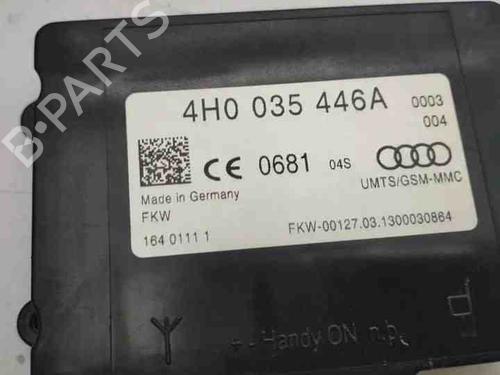 B-PARTS
4H0 035 446A 0003
004
CE 0681 04S
UMTS/GSM-MMC
Made in Germany
FKW
164 0111 1
FKW-00127.03.1300030864
+ - Handy ON n.b.